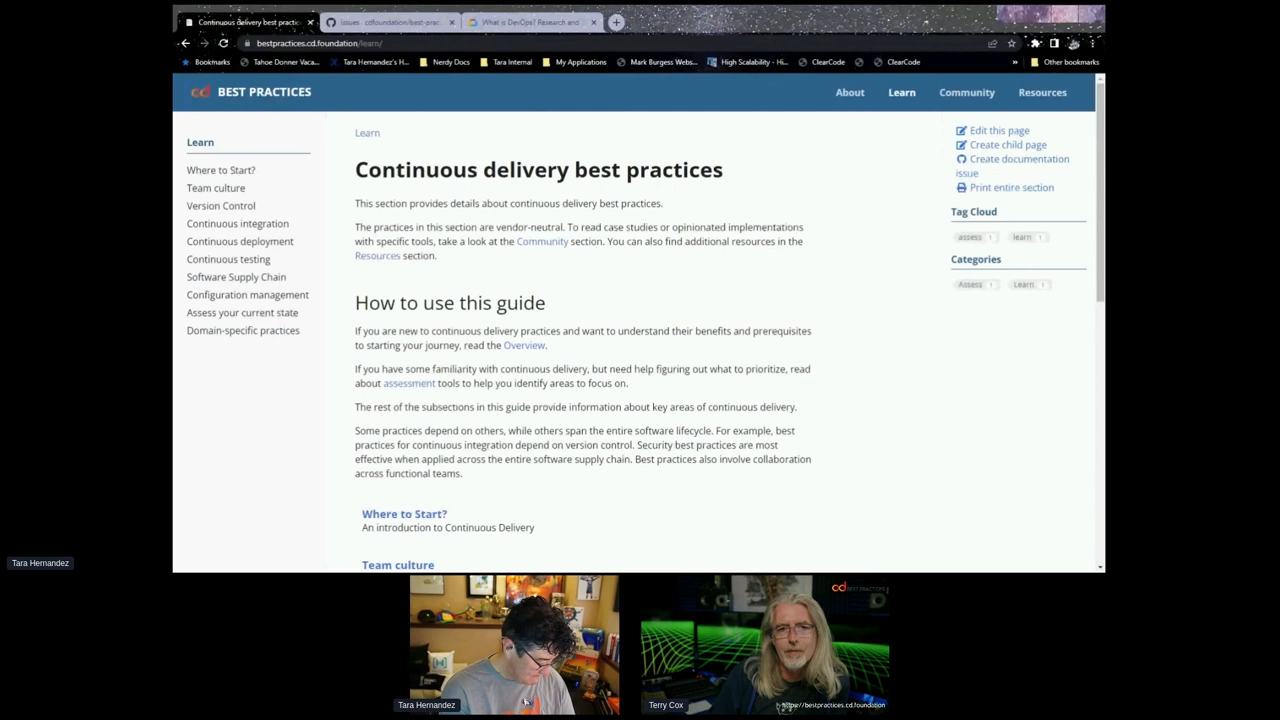 Continuous delivery best practic
Issues · cdfoundation/best-prac
What is DevOps? Research and
bestpractices.cd.foundation/learn/
Bookmarks
Tahoe Donner Vaca...
Tara Hernandez's H...
Nerdy Docs
Tara Internal
My Applications
Mark Burgess Webs...
High Scalability - Hi...
ClearCode
ClearCode
»
Other bookmarks
cd BEST PRACTICES
About
Learn
Community
Resources
Learn
Where to Start?
Team culture
Version Control
Continuous integration
Continuous deployment
Continuous testing
Software Supply Chain
Configuration management
Assess your current state
Domain-specific practices
Learn
Continuous delivery best practices
This section provides details about continuous delivery best practices.
The practices in this section are vendor-neutral. To read case studies or opinionated implementations
with specific tools, take a look at the Community section. You can also find additional resources in the
Resources section.
How to use this guide
If you are new to continuous delivery practices and want to understand their benefits and prerequisites
to starting your journey, read the Overview.
If you have some familiarity with continuous delivery, but need help figuring out what to prioritize, read
about assessment tools to help you identify areas to focus on.
The rest of the subsections in this guide provide information about key areas of continuous delivery.
Some practices depend on others, while others span the entire software lifecycle. For example, best
practices for continuous integration depend on version control. Security best practices are most
effective when applied across the entire software supply chain. Best practices also involve collaboration
across functional teams.
Where to Start?
An introduction to Continuous Delivery
Team culture
Edit this page
Create child page
Create documentation
issue
Print entire section
Tag Cloud
assess 1
learn 1
Categories
Assess 1
Learn 1
Tara Hernandez
cd BEST PRACTICES
Tara Hernandez
Terry Cox
https://bestpractices.cd.foundation